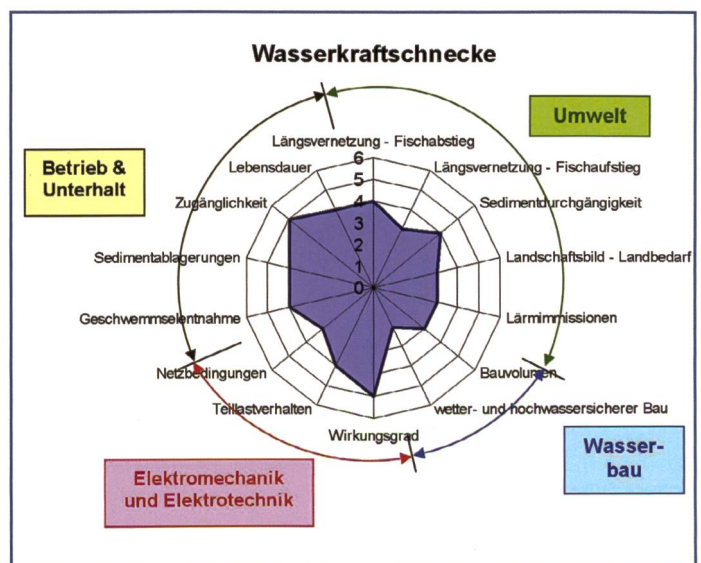 Wasserkraftschnecke
Umwelt
Betrieb &
Unterhalt
Längsvernetzung - Fischabstieg
Lebensdauer
Längsvernetzung - Fischaufstieg
Zugänglichkeit
Sedimentdurchgängigkeit
Sedimentablagerungen
Landschaftsbild - Landbedarf
Geschwemmselentnahme
Lärmimmissionen
Netzbedingungen
Bauvolumen
Teillastverhalten
wetter- und hochwassersicherer Bau
Wirkungsgrad
6
5
4
3
2
1
0
Elektromechanik
und Elektrotechnik
Wasser-
bau